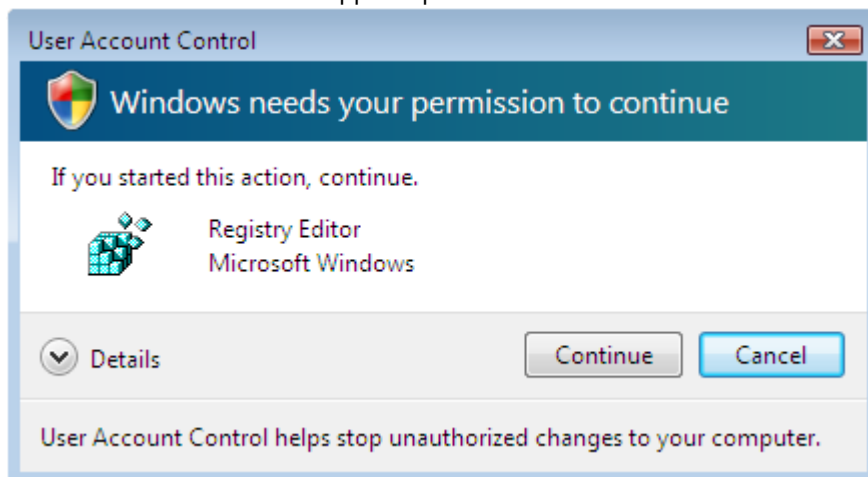 User Account Control
Windows needs your permission to continue
If you started this action, continue.
Registry Editor
Microsoft Windows
Details
Continue
Cancel
User Account Control helps stop unauthorized changes to your computer.